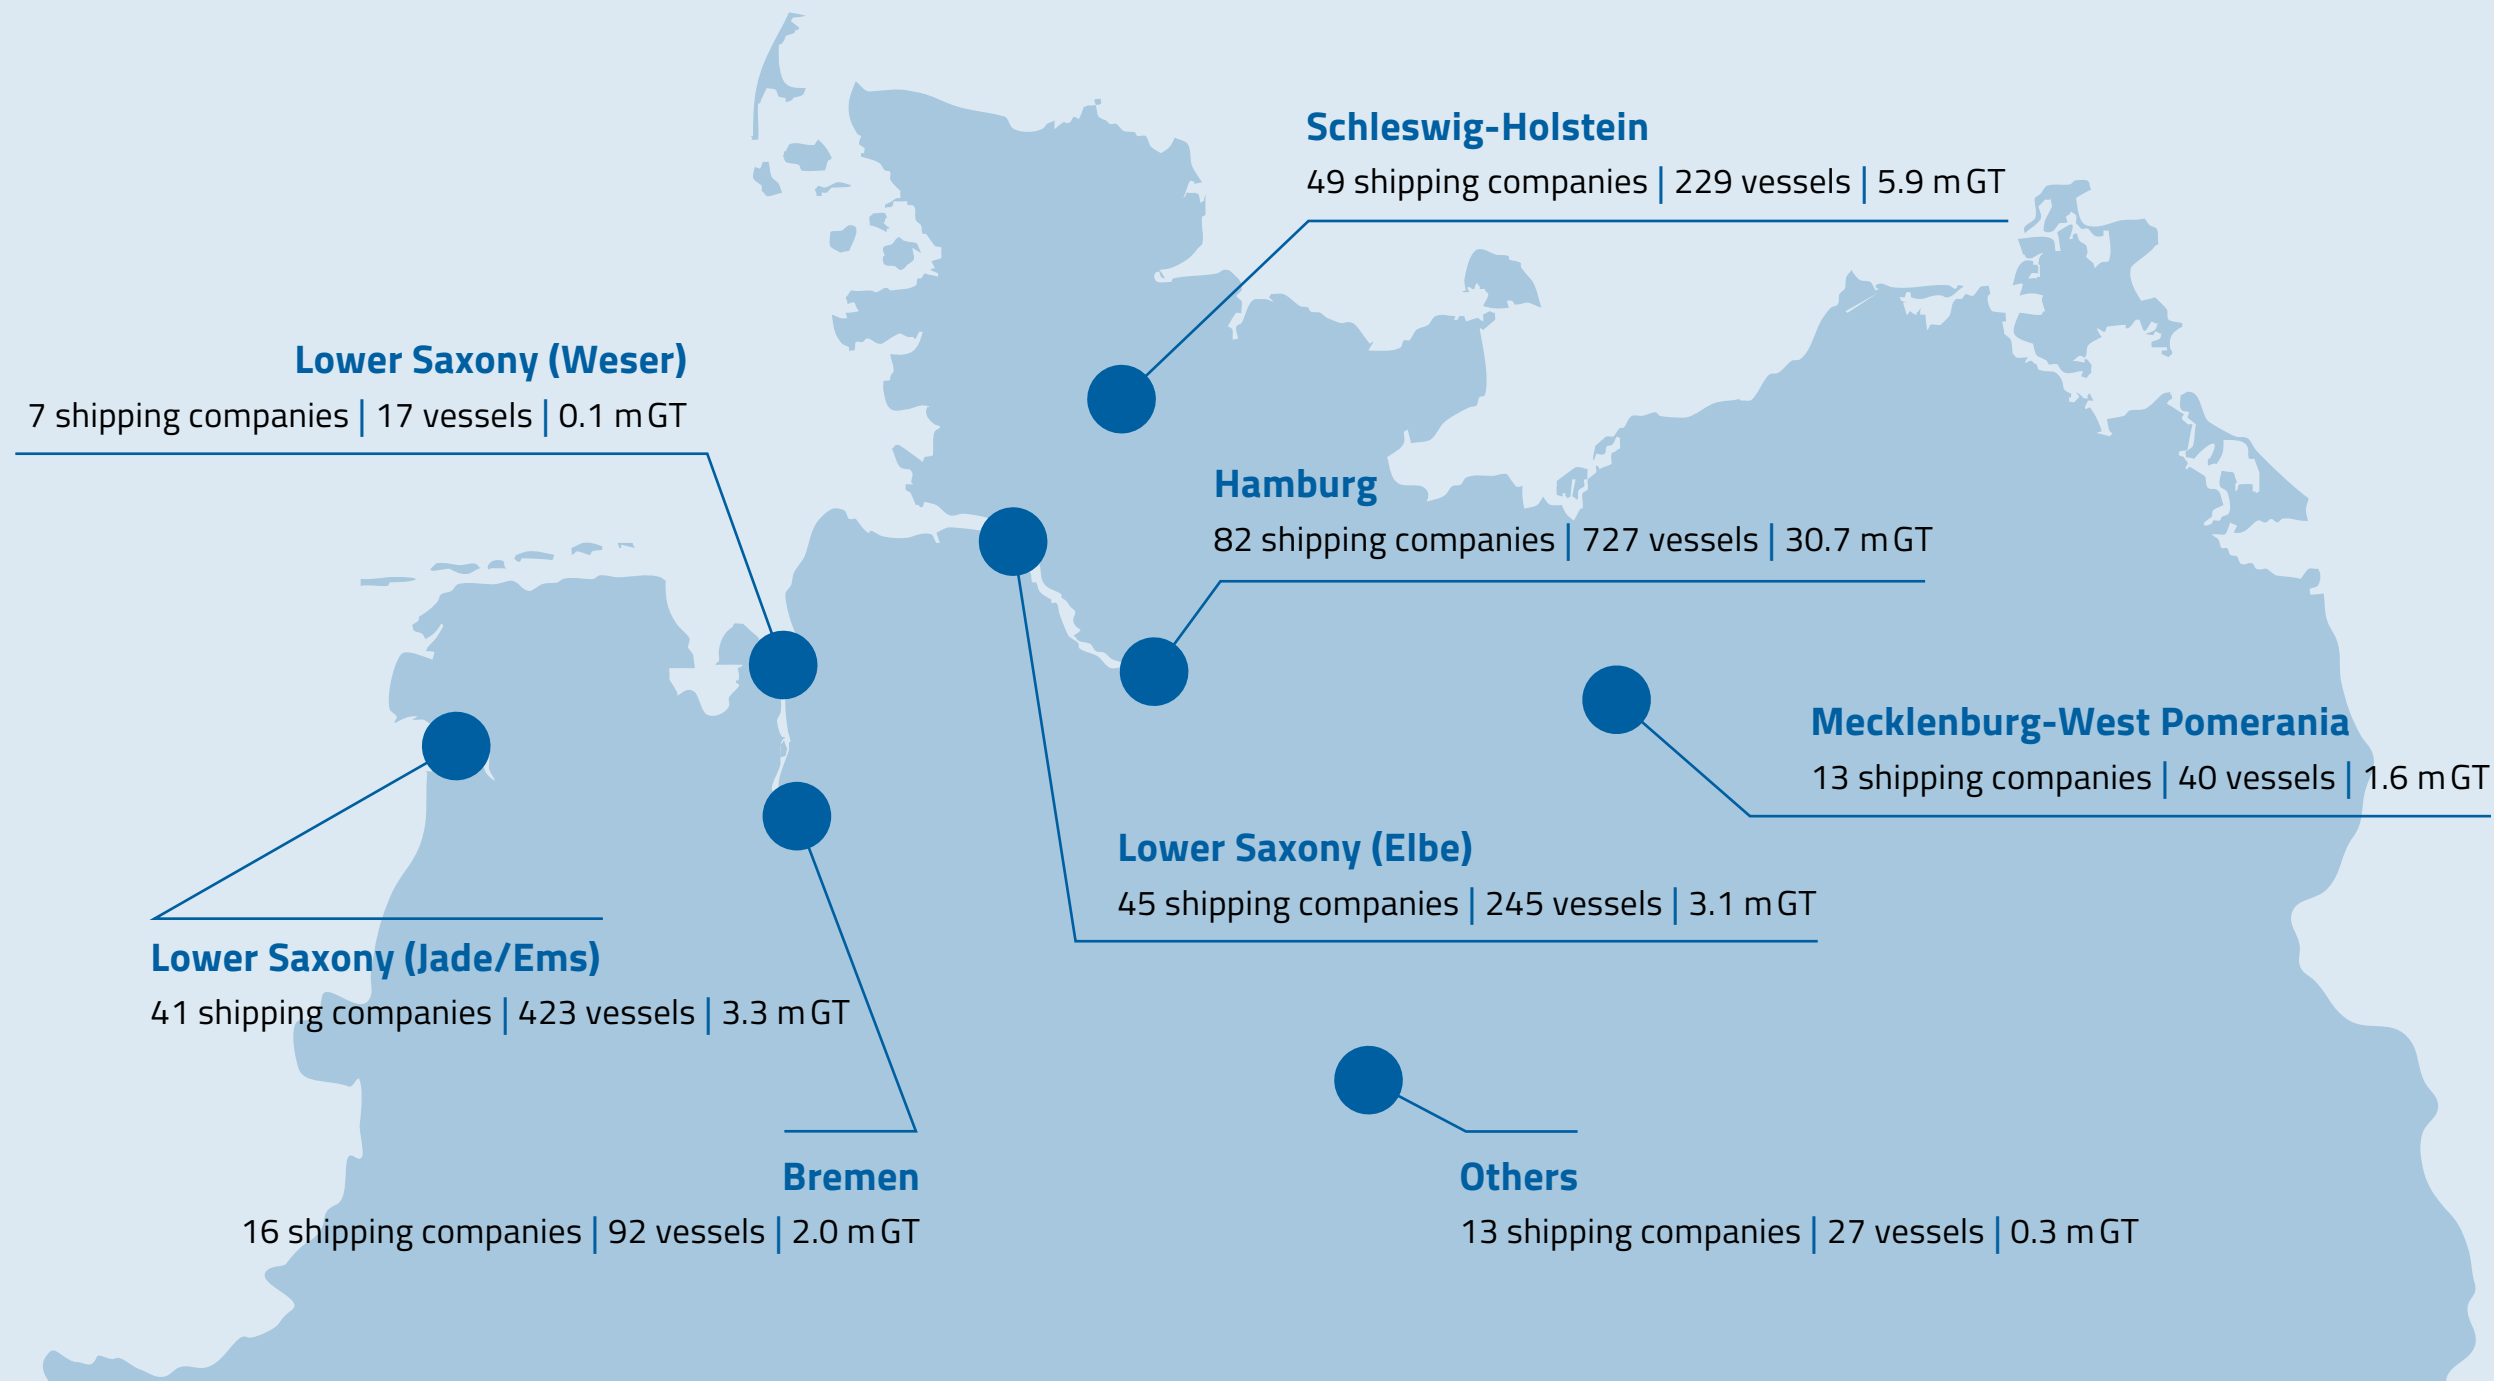 Schleswig-Holstein
49 shipping companies | 229 vessels | 5.9 m GT
Lower Saxony (Weser)
7 shipping companies | 17 vessels | 0.1 m GT
Hamburg
82 shipping companies | 727 vessels | 30.7 m GT
Mecklenburg-West Pomerania
13 shipping companies | 40 vessels | 1.6 m GT
Lower Saxony (Elbe)
45 shipping companies | 245 vessels | 3.1 m GT
Lower Saxony (Jade/Ems)
41 shipping companies | 423 vessels | 3.3 m GT
Bremen
16 shipping companies | 92 vessels | 2.0 m GT
Others
13 shipping companies | 27 vessels | 0.3 m GT